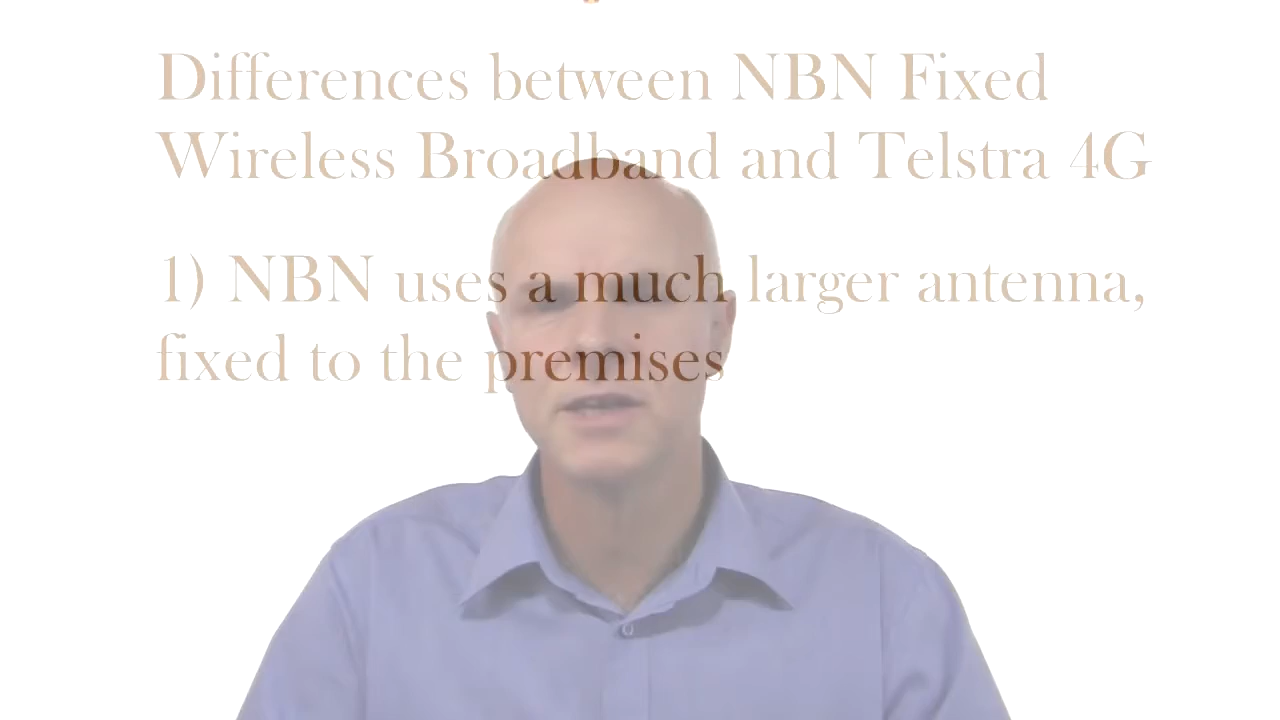 Differences between NBN Fixed
Wireless Broadband and Telstra 4G
1) NBN uses a much larger antenna,
fixed to the premises